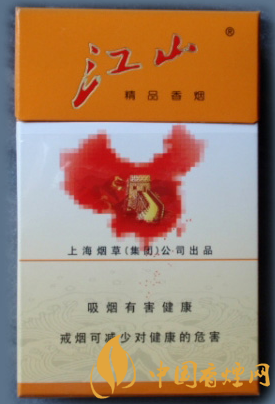 江山®
精品香烟
上海烟草(集团)公司出品
吸烟有害健康
戒烟可减少对健康的危害
中国香烟网